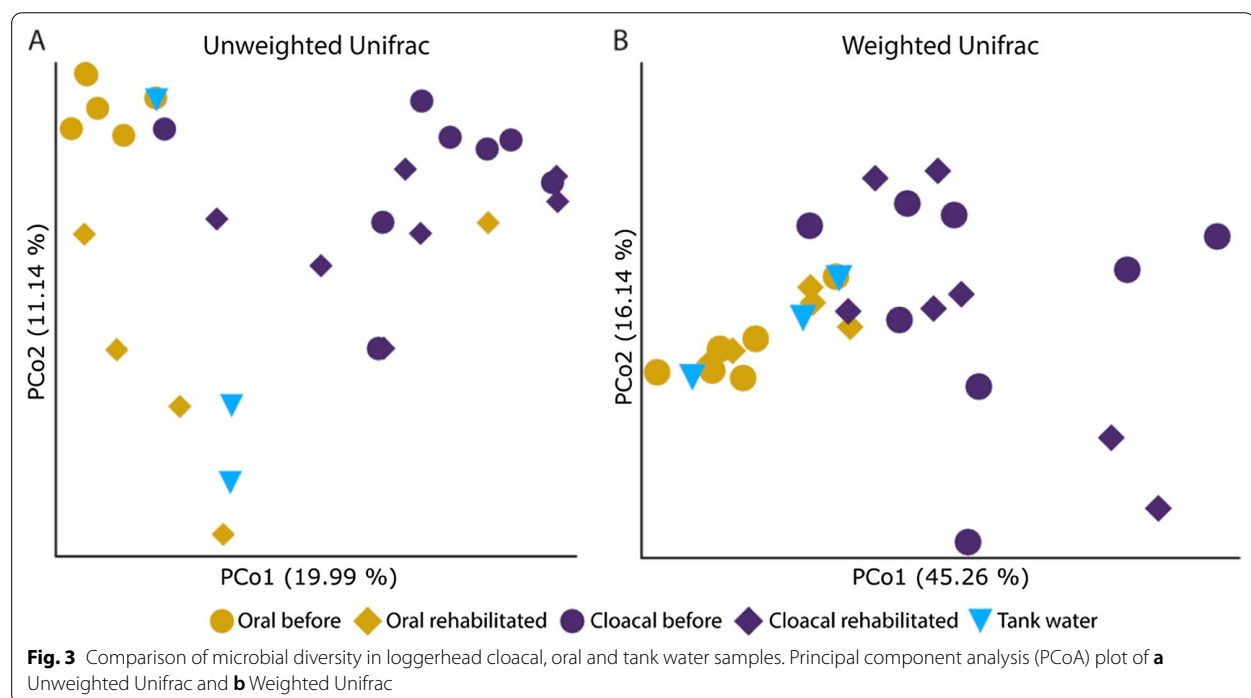 A
Unweighted Unifrac
PCo2 (11.14 %)
PCo1 (19.99 %)
B
Weighted Unifrac
PCo2 (16.14 %)
PCo1 (45.26 %)
Oral before Oral rehabilitated Cloacal before Cloacal rehabilitated Tank water
Fig. 3 Comparison of microbial diversity in loggerhead cloacal, oral and tank water samples. Principal component analysis (PCoA) plot of a
Unweighted Unifrac and b Weighted Unifrac